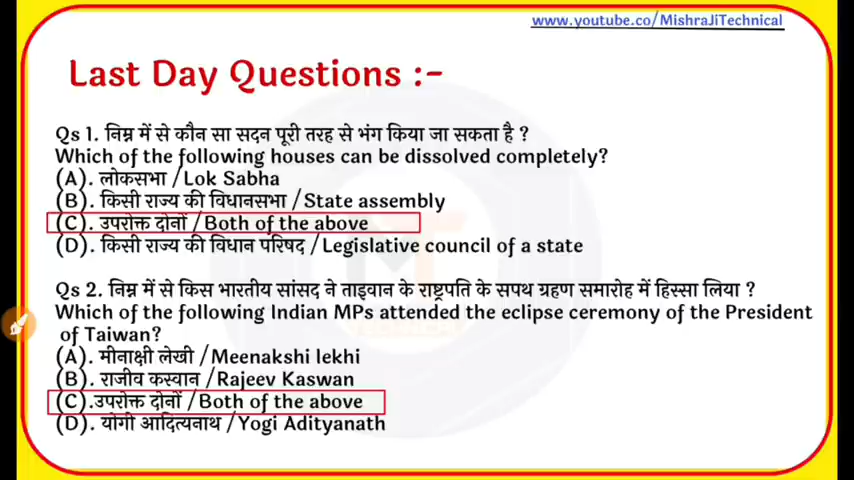 www.youtube.co/MishraJiTechnical
Last Day Questions :-
Qs 1. निम्न में से कौन सा सदन पूरी तरह से भंग किया जा सकता है ?
Which of the following houses can be dissolved completely?
(A). लोकसभा /Lok Sabha
(B). किसी राज्य की विधानसभा /State assembly
(C). उपरोक्त दोनों /Both of the above
(D). किसी राज्य की विधान परिषद /Legislative council of a state
Qs 2. निम्न में से किस भारतीय सांसद ने ताइवान के राष्ट्रपति के सपथ ग्रहण समारोह में हिस्सा लिया ?
Which of the following Indian MPs attended the eclipse ceremony of the President
of Taiwan?
(A). मीनाक्षी लेखी /Meenakshi lekhi
(B). राजीव कस्वान /Rajeev Kaswan
(C).उपरोक्त दोनों /Both of the above
(D). योगी आदित्यनाथ /Yogi Adityanath